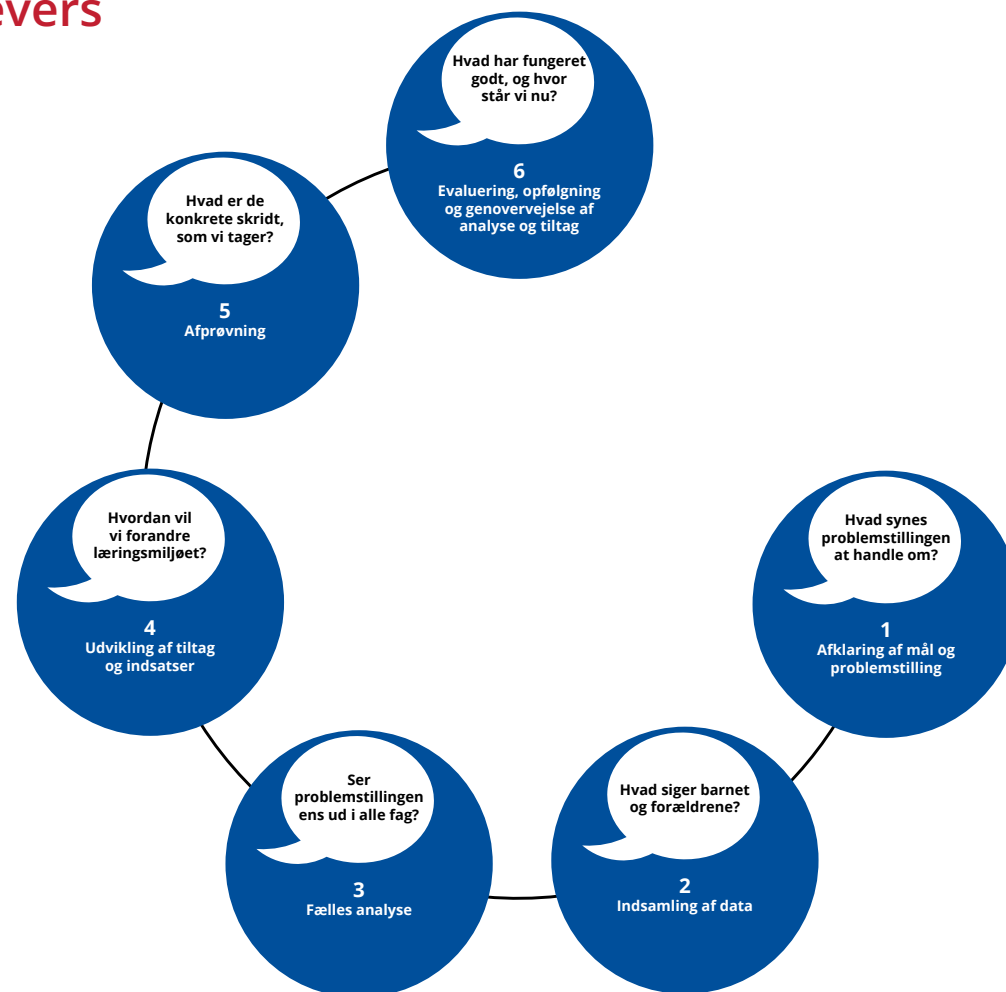 evers
Hvad har fungeret
godt, og hvor
står vi nu?
6
Evaluering, opfølgning
og genovervejelse af
analyse og tiltag
Hvad er de
konkrete skridt,
som vi tager?
5
Afprøvning
Hvordan vil
vi forandre
læringsmiljøet?
4
Udvikling af tiltag
og indsatser
Hvad synes
problemstillingen
at handle om?
1
Afklaring af mål og
problemstilling
Ser
problemstillingen
ens ud i alle fag?
3
Fælles analyse
Hvad siger barnet
og forældrene?
2
Indsamling af data